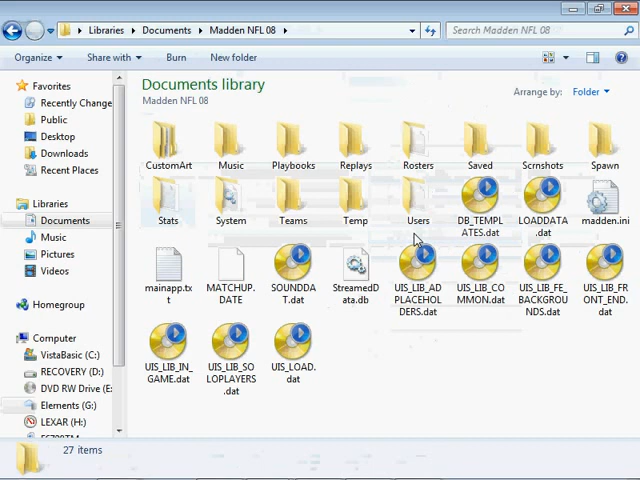 Libraries
Documents
Madden NFL 08
Search Madden NFL 08
Organize
Share with
Burn
New folder
Favorites
Recently Change
Public
Desktop
Downloads
Recent Places
Libraries
Documents
Music
Pictures
Videos
Homegroup
Computer
VistaBasic (C:)
RECOVERY (D:)
DVD RW Drive (E:
Elements (G:)
LEXAR (H:)
Documents library
Madden NFL 08
Arrange by:
Folder
CustomArt
Music
Playbooks
Replays
Rosters
Saved
Scrnshots
Spawn
Stats
System
Teams
Temp
Users
DB_TEMPL
ATES.dat
LOADDATA
.dat
madden.ini
mainapp.tx
t
MATCHUP.
DATE
SOUNDDA
T.dat
StreamedD
ata.db
UIS_LIB_AD
PLACEHOL
DERS.dat
UIS_LIB_CO
MMON.dat
UIS_LIB_FE_
BACKGROU
NDS.dat
UIS_LIB_FR
ONT_END.
dat
UIS_LIB_IN_
GAME.dat
UIS_LIB_SO
LOPLAYERS
.dat
UIS_LOAD.
dat
27 items